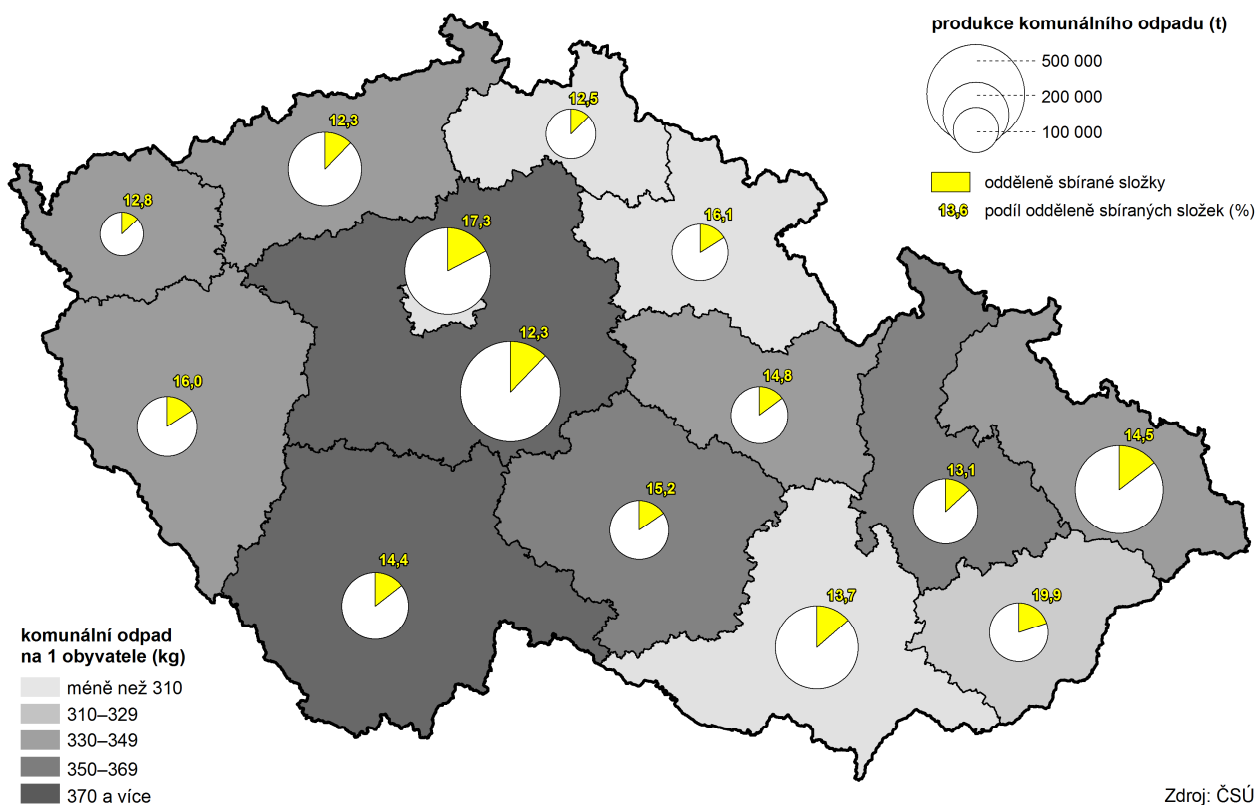 produkce komunálního odpadu (t)
500 000
200 000
100 000
odděleně sbírané složky
13,6 podíl odděleně sbíraných složek (%)
12,5
12,3
12,8
17,3
16,1
12,3
16,0
14,8
14,5
13,1
15,2
14,4
13,7
19,9
komunální odpad
na 1 obyvatele (kg)
méně než 310
310–329
330–349
350–369
370 a více
Zdroj: ČSÚ